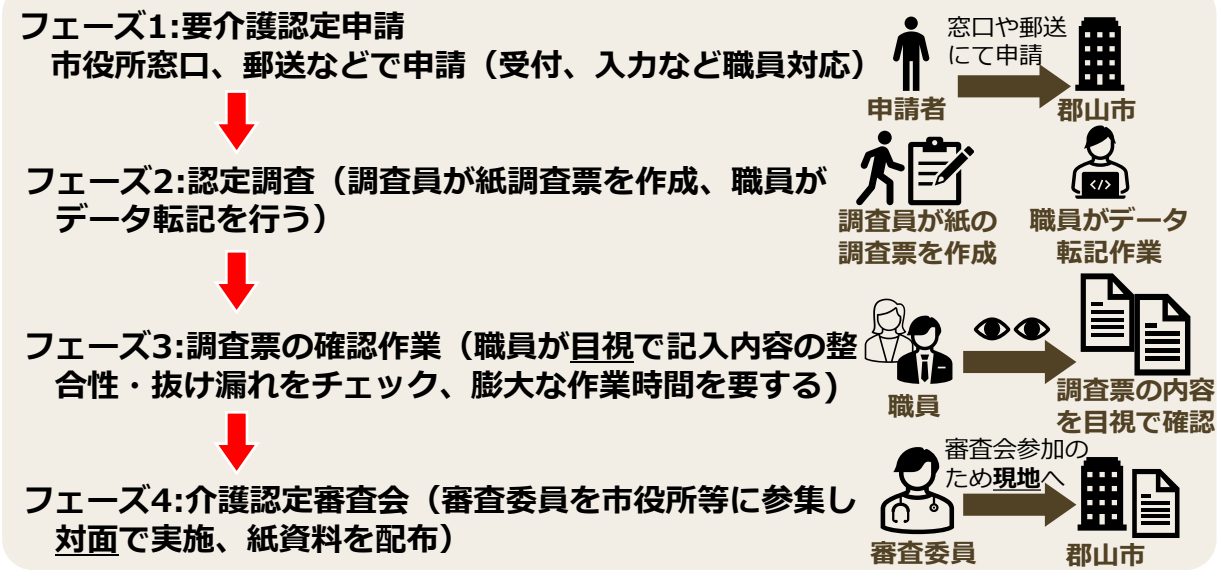 フェーズ1:要介護認定申請
市役所窓口、郵送などで申請（受付、入力など職員対応）
窓口や郵送
にて申請
申請者
郡山市
フェーズ2:認定調査（調査員が紙調査票を作成、職員が
データ転記を行う）
調査員が紙の
調査票を作成
</>
職員がデータ
転記作業
フェーズ3:調査票の確認作業（職員が目視で記入内容の整
合性・抜け漏れをチェック、膨大な作業時間を要する)
職員
調査票の内容
を目視で確認
フェーズ4:介護認定審査会（審査委員を市役所等に参集し
対面で実施、紙資料を配布）
審査会参加の
ため現地へ
審査委員
郡山市